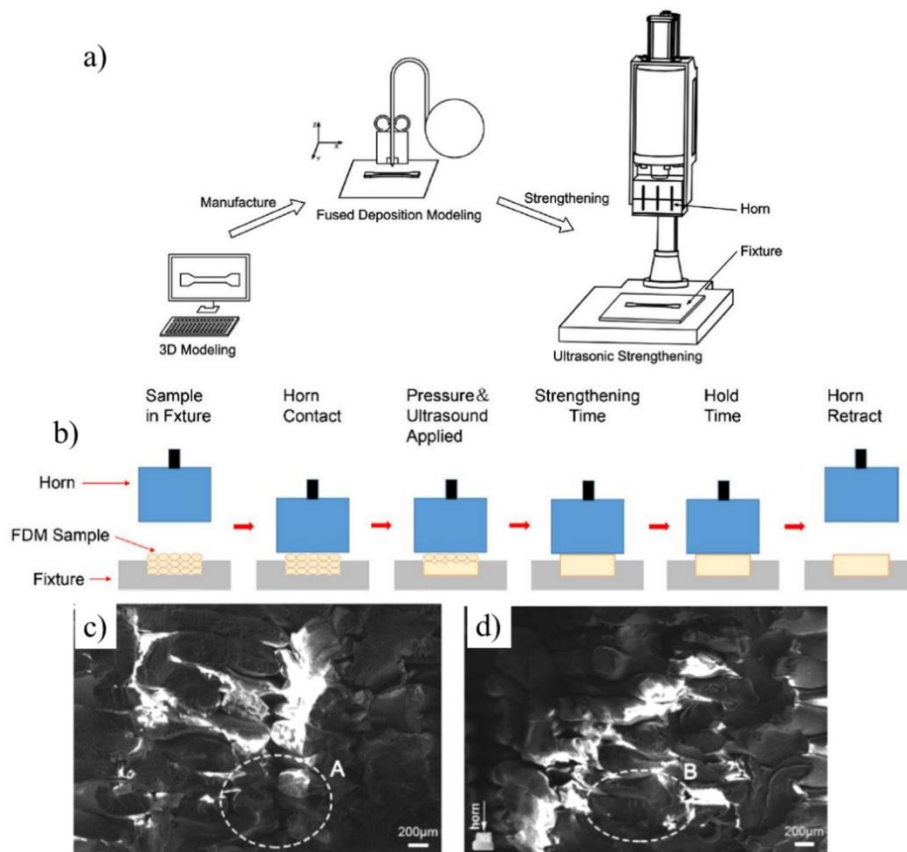 a)
Z
X
Y
Manufacture
Fused Deposition Modeling
Strengthening
Horn
Fixture
3D Modeling
Ultrasonic Strengthening
b)
Sample
in Fxture
Horn
Contact
Pressure&
Ultrasound
Applied
Strengthening
Time
Hold
Time
Horn
Retract
Horn
FDM Sample
Fixture
c)
A
200μm
d)
B
horn
200μm